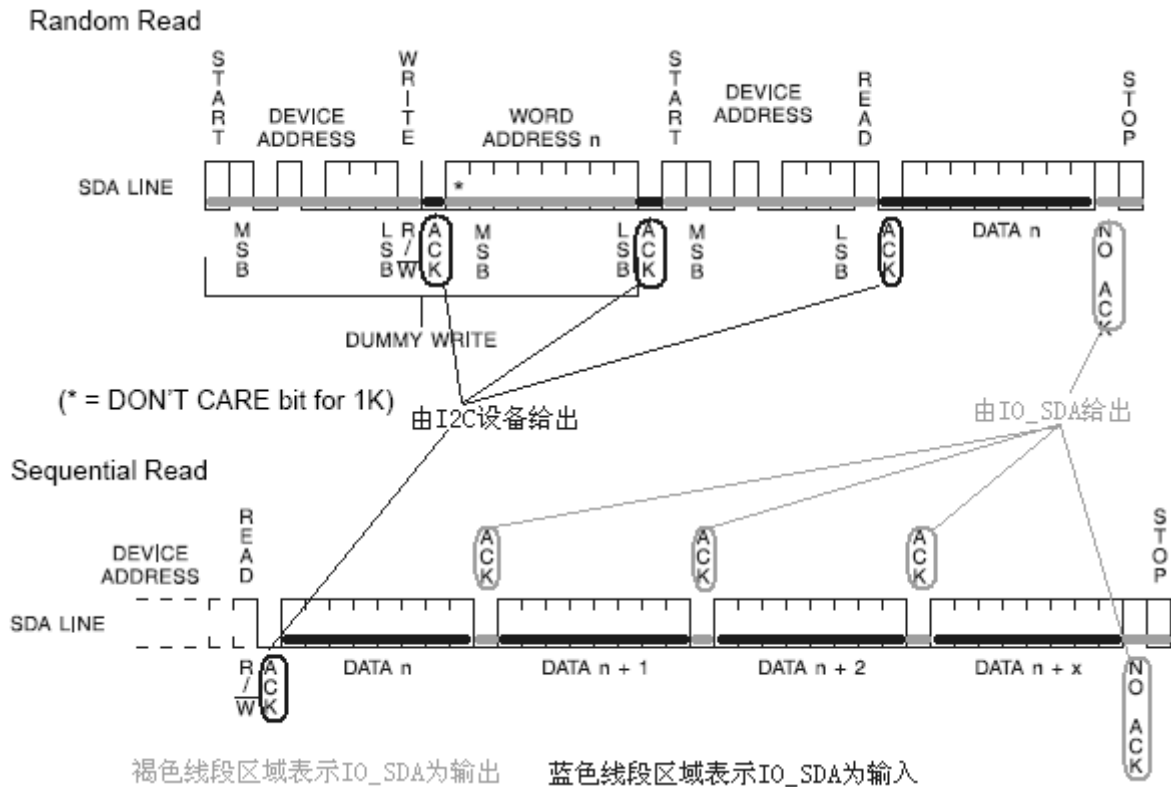 Random Read
START
DEVICE ADDRESS
WRITE
WORD ADDRESS n
START
DEVICE ADDRESS
READ
STOP
SDA LINE
*
MSB
LSB
R/W
ACK
MSB
LSB
ACK
MSB
LSB
ACK
DATA n
NO ACK
DUMMY WRITE
(* = DON'T CARE bit for 1K)
由I2C设备给出
由IO_SDA给出
Sequential Read
DEVICE ADDRESS
READ
ACK
ACK
ACK
STOP
SDA LINE
R/W
ACK
DATA n
DATA n + 1
DATA n + 2
DATA n + x
NO ACK
褐色线段区域表示IO_SDA为输出
蓝色线段区域表示IO_SDA为输入